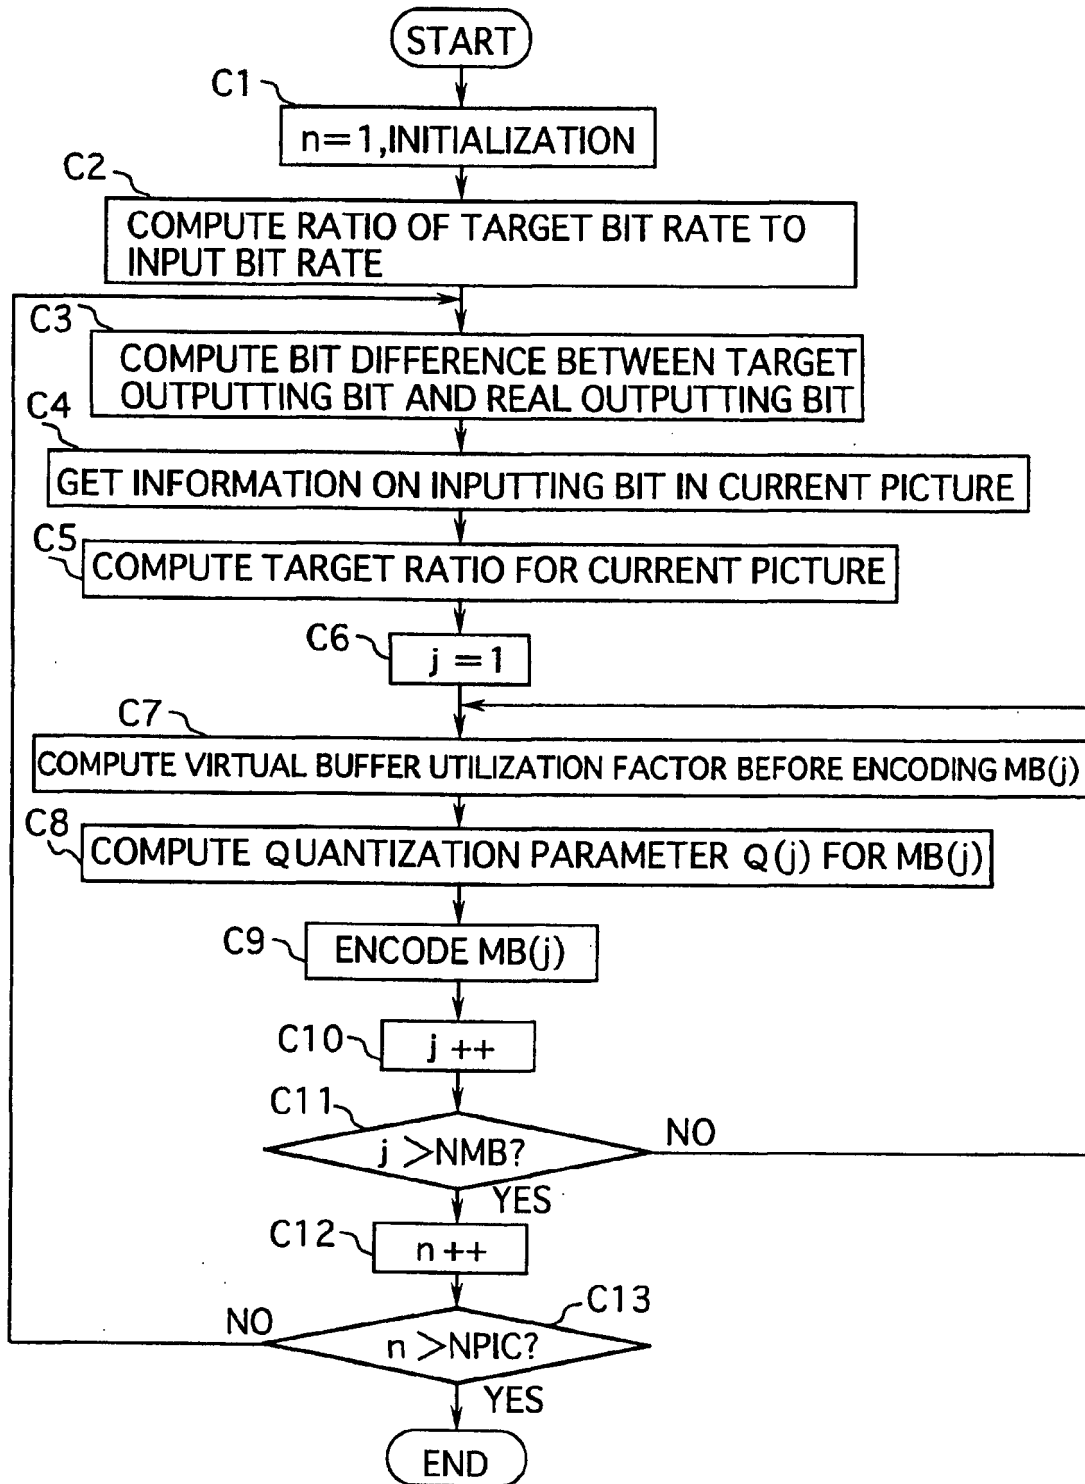 START
C1
n=1,INITIALIZATION
C2
COMPUTE RATIO OF TARGET BIT RATE TO
INPUT BIT RATE
C3
COMPUTE BIT DIFFERENCE BETWEEN TARGET
OUTPUTTING BIT AND REAL OUTPUTTING BIT
C4
GET INFORMATION ON INPUTTING BIT IN CURRENT PICTURE
C5
COMPUTE TARGET RATIO FOR CURRENT PICTURE
C6
j=1
C7
COMPUTE VIRTUAL BUFFER UTILIZATION FACTOR BEFORE ENCODING MB(j)
C8
COMPUTE QUANTIZATION PARAMETER Q(j) FOR MB(j)
C9
ENCODE MB(j)
C10
j++
C11
j>NMB?
NO
YES
C12
n++
C13
NO
n>NPIC?
YES
END